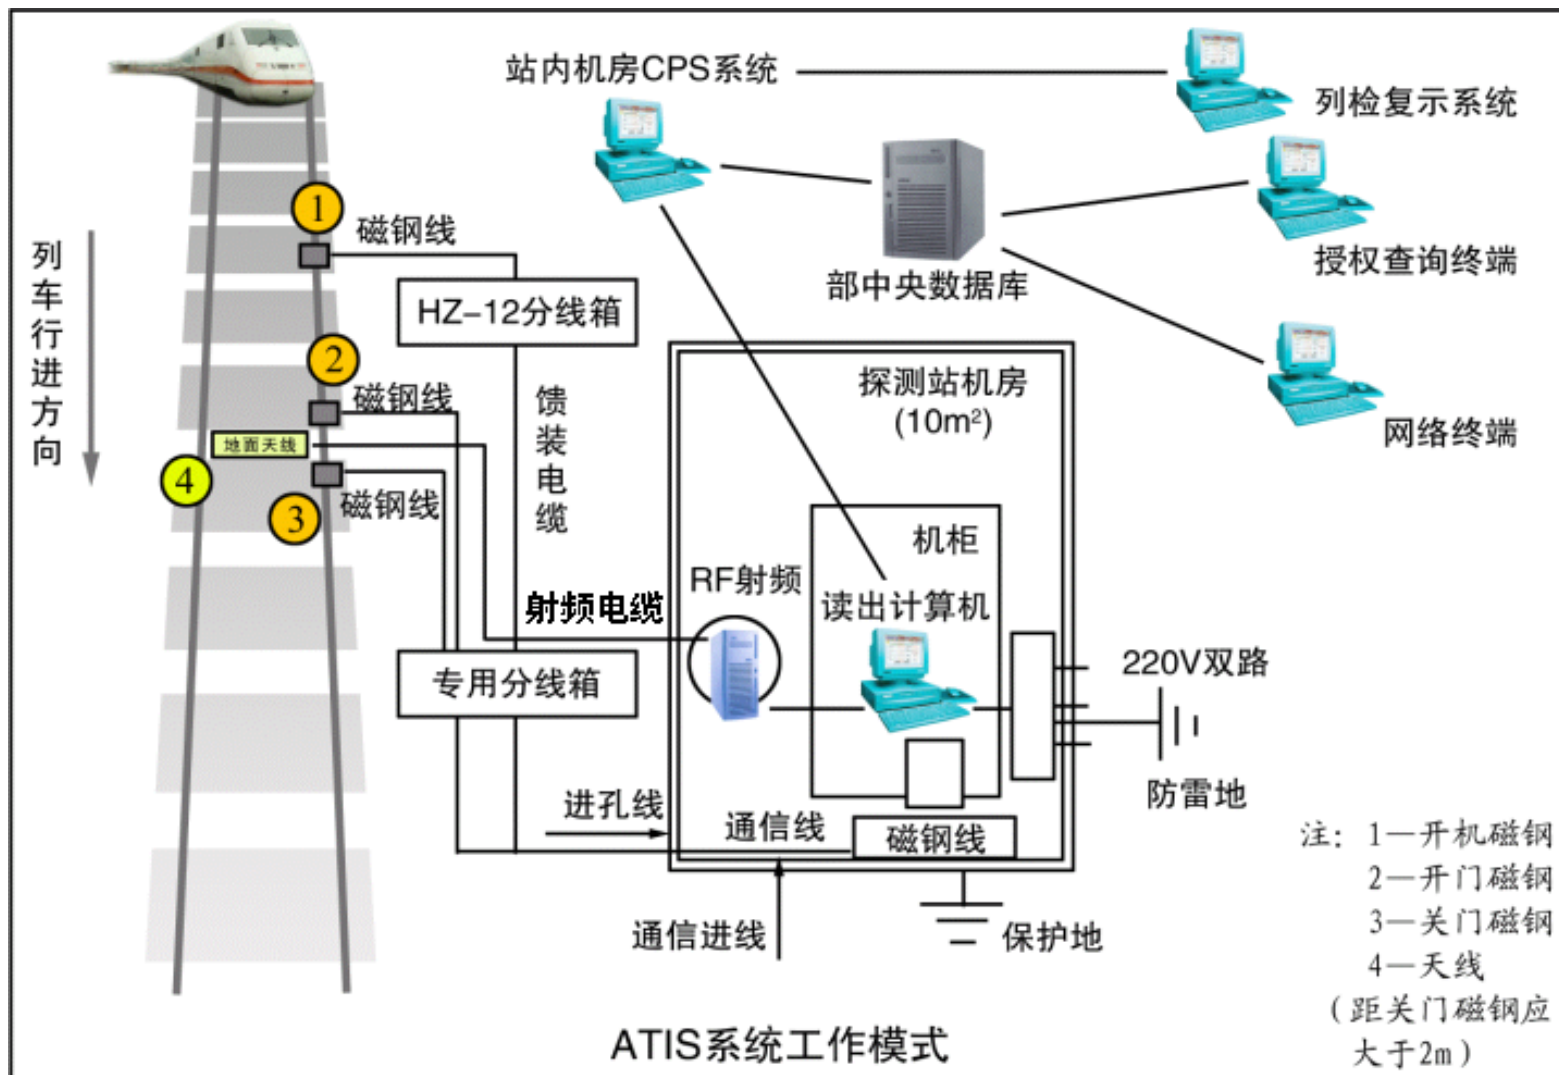 站内机房CPS系统
列检复示系统
1
磁钢线
列车行进方向
授权查询终端
部中央数据库
HZ-12分线箱
2
磁钢线
馈装电缆
探测站机房
(10m²)
网络终端
地面天线
4
磁钢线
3
机柜
RF射频
射频电缆
读出计算机
专用分线箱
220V双路
防雷地
进孔线
通信线
磁钢线
通信进线
保护地
注：1—开机磁钢
2—开门磁钢
3—关门磁钢
4—天线
（距关门磁钢应
大于2m）
ATIS系统工作模式